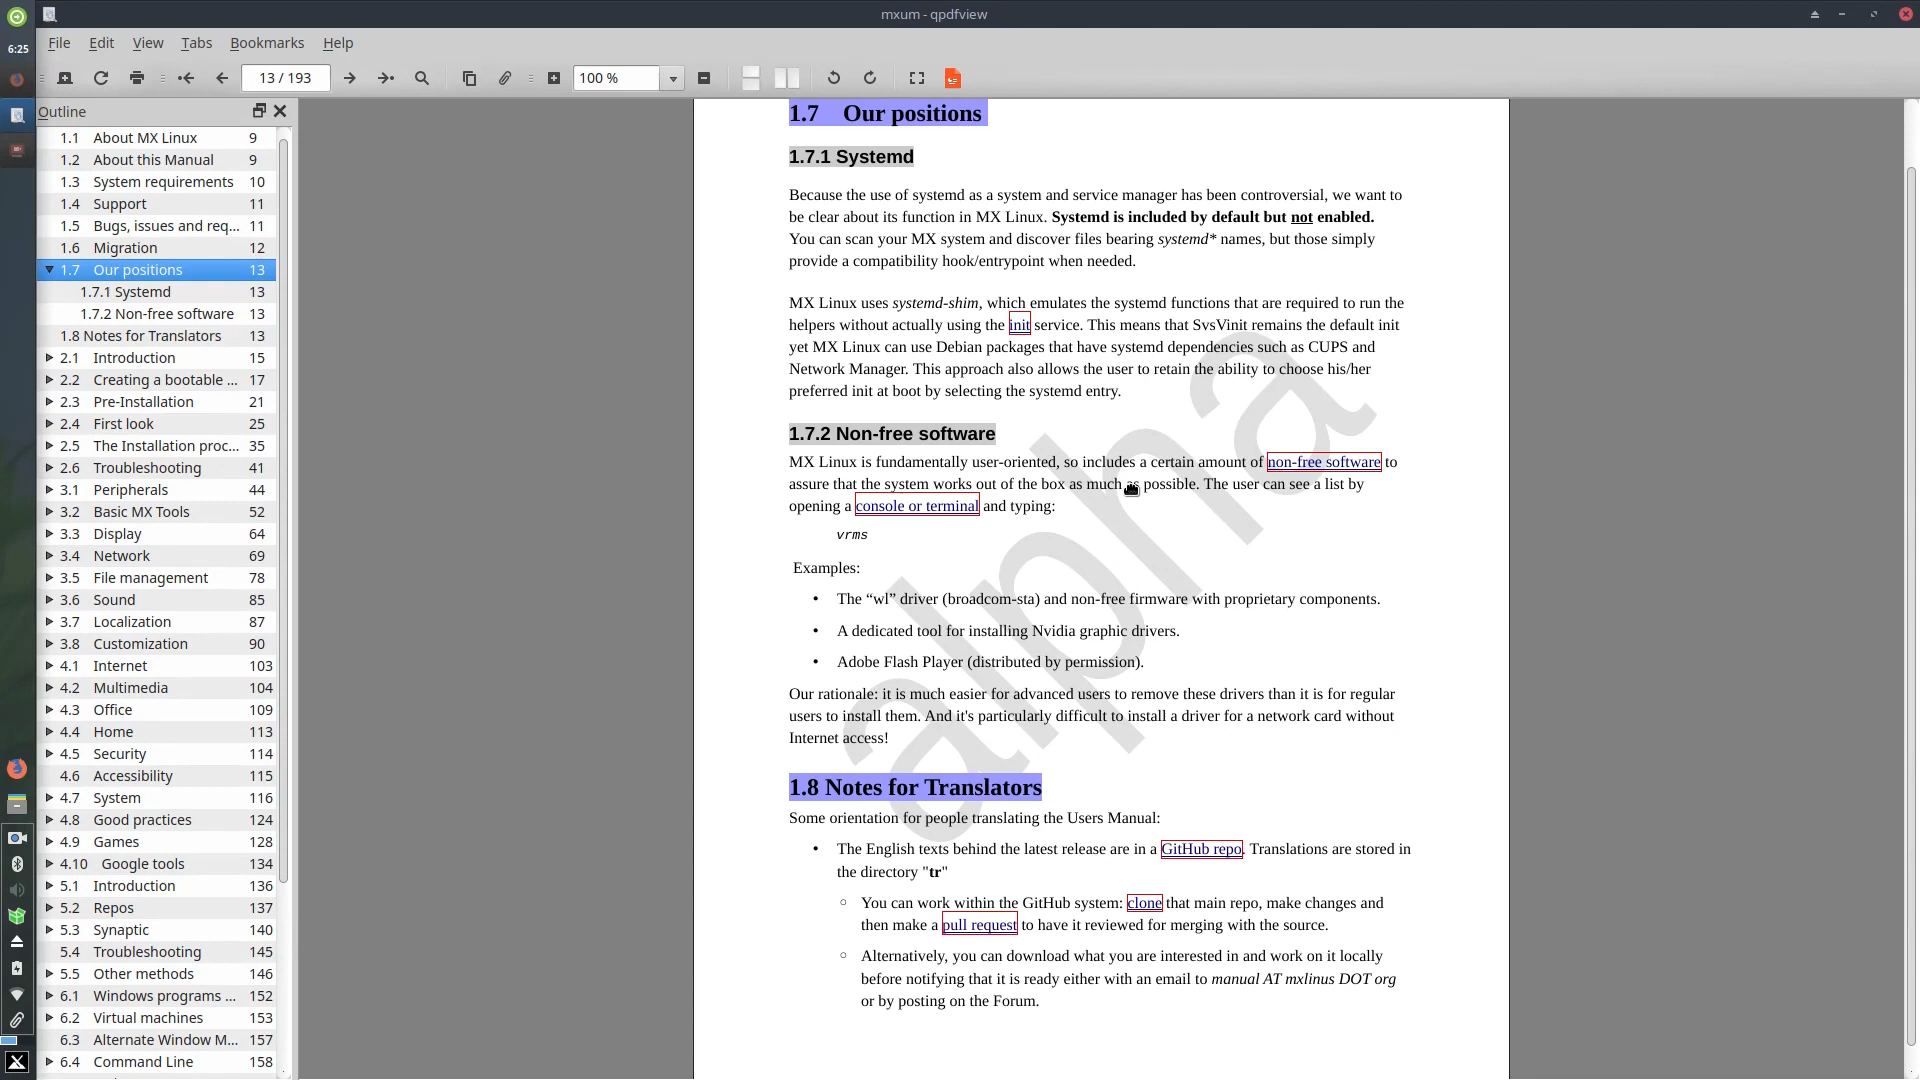 mxum - qpdfview
6:25
File Edit View Tabs Bookmarks Help
13 / 193
100 %
Outline
1.1 About MX Linux 9
1.2 About this Manual 9
1.3 System requirements 10
1.4 Support 11
1.5 Bugs, issues and req... 11
1.6 Migration 12
1.7 Our positions 13
1.7.1 Systemd 13
1.7.2 Non-free software 13
1.8 Notes for Translators 13
2.1 Introduction 15
2.2 Creating a bootable ... 17
2.3 Pre-Installation 21
2.4 First look 25
2.5 The Installation proc... 35
2.6 Troubleshooting 41
3.1 Peripherals 44
3.2 Basic MX Tools 52
3.3 Display 64
3.4 Network 69
3.5 File management 78
3.6 Sound 85
3.7 Localization 87
3.8 Customization 90
4.1 Internet 103
4.2 Multimedia 104
4.3 Office 109
4.4 Home 113
4.5 Security 114
4.6 Accessibility 115
4.7 System 116
4.8 Good practices 124
4.9 Games 128
4.10 Google tools 134
5.1 Introduction 136
5.2 Repos 137
5.3 Synaptic 140
5.4 Troubleshooting 145
5.5 Other methods 146
6.1 Windows programs ... 152
6.2 Virtual machines 153
6.3 Alternate Window M... 157
6.4 Command Line 158
1.7 Our positions
1.7.1 Systemd
Because the use of systemd as a system and service manager has been controversial, we want to
be clear about its function in MX Linux. Systemd is included by default but not enabled.
You can scan your MX system and discover files bearing systemd* names, but those simply
provide a compatibility hook/entrypoint when needed.
MX Linux uses systemd-shim, which emulates the systemd functions that are required to run the
helpers without actually using the init service. This means that SvsVinit remains the default init
yet MX Linux can use Debian packages that have systemd dependencies such as CUPS and
Network Manager. This approach also allows the user to retain the ability to choose his/her
preferred init at boot by selecting the systemd entry.
1.7.2 Non-free software
MX Linux is fundamentally user-oriented, so includes a certain amount of non-free software to
assure that the system works out of the box as much as possible. The user can see a list by
opening a console or terminal and typing:
vrms
Examples:
• The “wl” driver (broadcom-sta) and non-free firmware with proprietary components.
• A dedicated tool for installing Nvidia graphic drivers.
• Adobe Flash Player (distributed by permission).
Our rationale: it is much easier for advanced users to remove these drivers than it is for regular
users to install them. And it's particularly difficult to install a driver for a network card without
Internet access!
1.8 Notes for Translators
Some orientation for people translating the Users Manual:
• The English texts behind the latest release are in a GitHub repo. Translations are stored in
the directory "tr"
○ You can work within the GitHub system: clone that main repo, make changes and
then make a pull request to have it reviewed for merging with the source.
○ Alternatively, you can download what you are interested in and work on it locally
before notifying that it is ready either with an email to manual AT mxlinus DOT org
or by posting on the Forum.
alpha